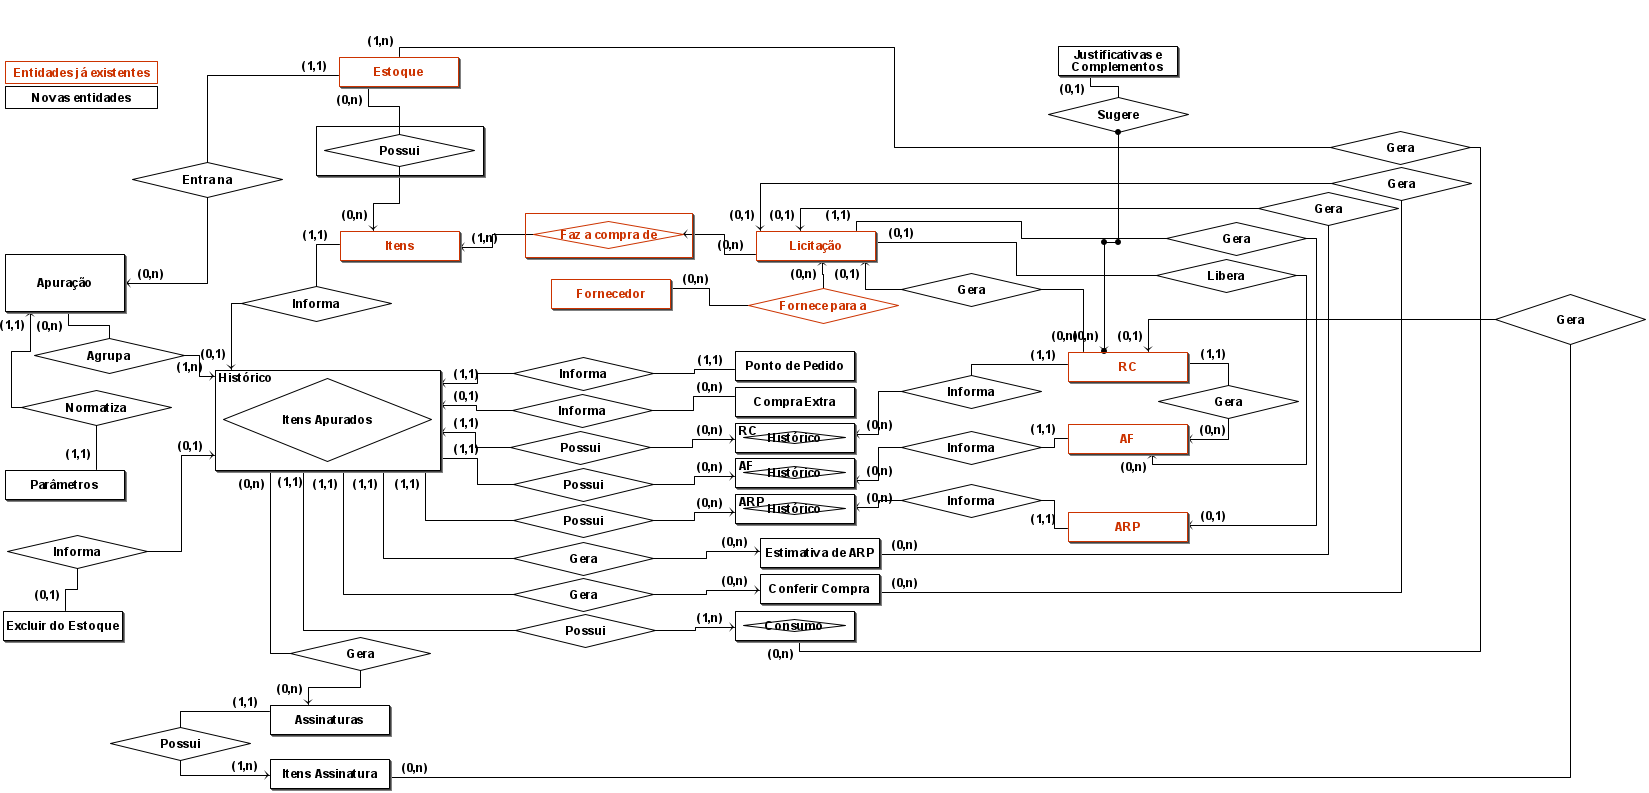 (1,n)
Justificativas e
Complementos
(1,1)
Estoque
Entidades já existentes
Novas entidades
(0,n)
(0,1)
Sugere
Possui
Gera
Entra na
Gera
(0,n)
(0,1)
(0,1)
(1,1)
Gera
(1,1)
Itens
(1,n)
Faz a compra de
(0,n)
Licitação
(0,1)
Gera
Apuração
(0,n)
(0,n)
(0,1)
Libera
(0,n)
Fornecedor
Gera
Informa
Fornece para a
Gera
(1,1)
(0,n)
(0,n)
(0,n)
(0,1)
Agrupa
(0,1)
(1,n)
(1,1)
(1,1)
Histórico
Informa
(1,1)
Ponto de Pedido
RC
(1,1)
(0,1)
Informa
(0,n)
Compra Extra
Informa
Gera
Normatiza
Itens Apurados
(1,1)
(0,n)
RC
Histórico
(0,n)
(1,1)
AF
(0,n)
(0,1)
(1,1)
Possui
Informa
(1,1)
(0,n)
AF
Histórico
(0,n)
(0,n)
Parâmetros
(0,n)
(1,1)
(1,1)
(1,1)
(1,1)
Possui
(0,n)
ARP
Histórico
(0,n)
Informa
(1,1)
ARP
(0,1)
Possui
Informa
(0,n)
Estimativa de ARP
(0,n)
Gera
(0,n)
Conferir Compra
(0,n)
Gera
(0,1)
Excluir do Estoque
(1,n)
Consumo
Possui
Gera
(0,n)
(0,n)
(1,1)
Assinaturas
Possui
(1,n)
Itens Assinatura
(0,n)